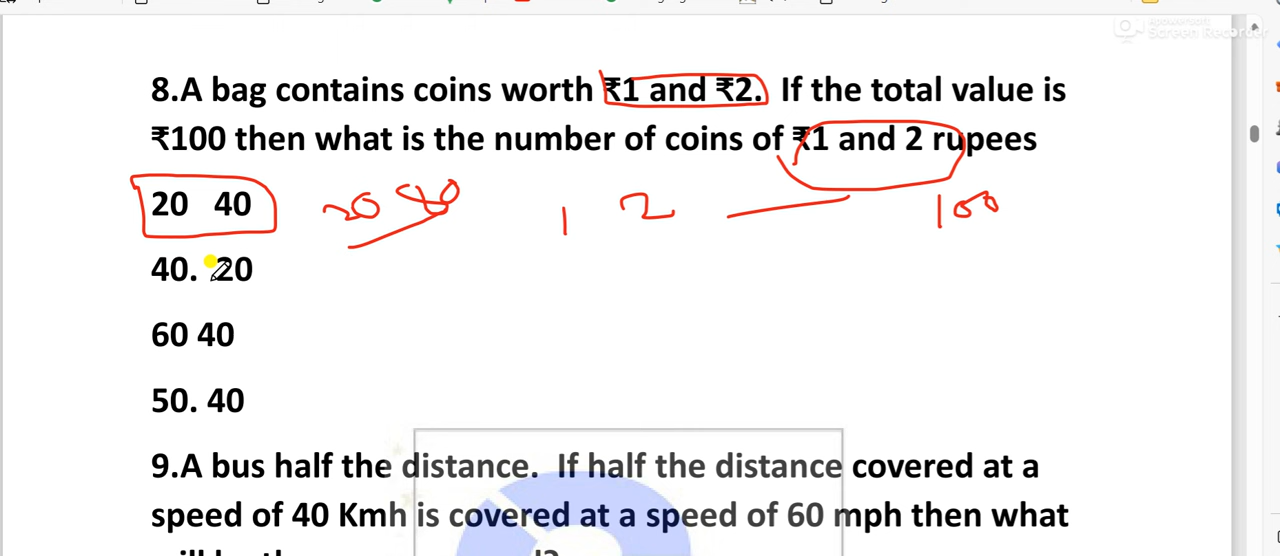 Apowersoft
Screen Recorder
8.A bag contains coins worth ₹1 and ₹2. If the total value is
₹100 then what is the number of coins of ₹1 and 2 rupees
20 40 20 1 2 100
40. 20
60 40
50. 40
9.A bus half the distance. If half the distance covered at a
speed of 40 Kmh is covered at a speed of 60 mph then what